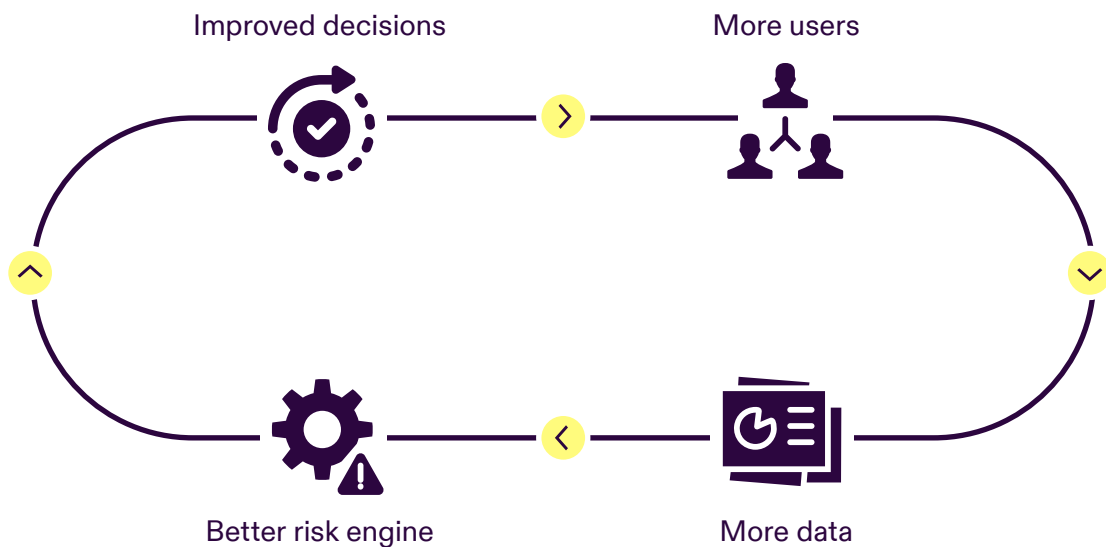 Improved decisions
More users
Better risk engine
More data